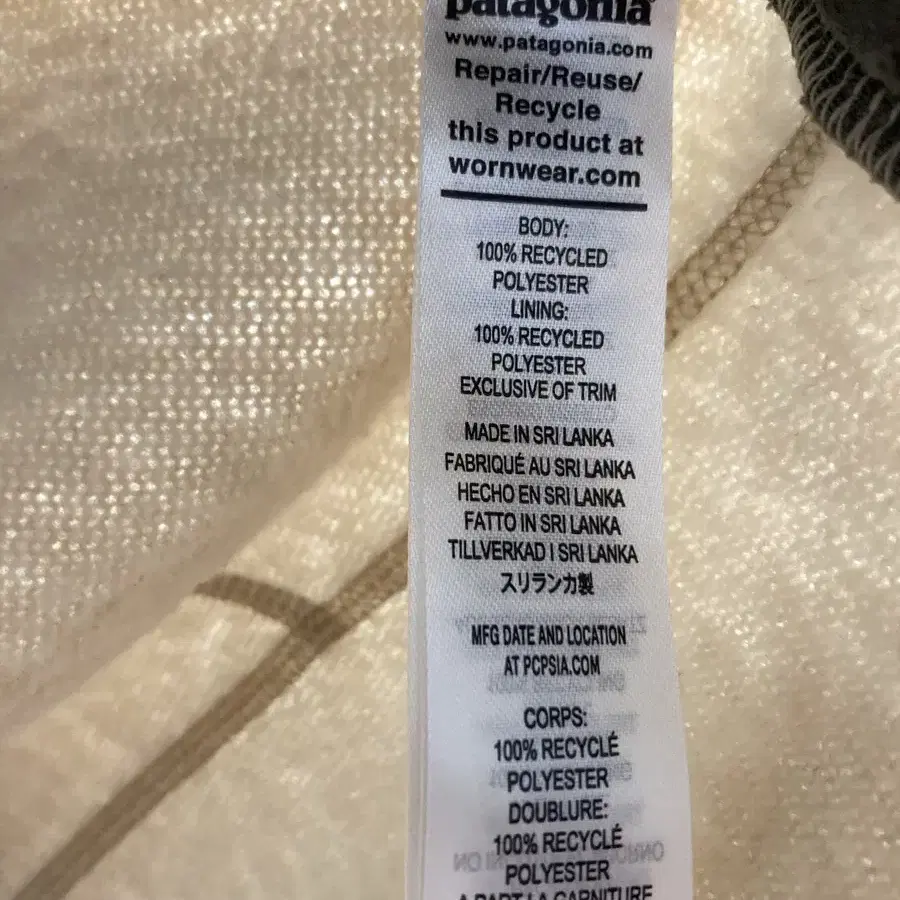 patagonia®
www.patagonia.com
Repair/Reuse/
Recycle
this product at
wornwear.com
BODY:
100% RECYCLED
POLYESTER
LINING:
100% RECYCLED
POLYESTER
EXCLUSIVE OF TRIM
MADE IN SRI LANKA
FABRIQUÉ AU SRI LANKA
HECHO EN SRI LANKA
FATTO IN SRI LANKA
TILLVERKAD I SRI LANKA
スリランカ製
MFG DATE AND LOCATION
AT PCPSIA.COM
CORPS:
100% RECYCLÉ
POLYESTER
DOUBLURE:
100% RECYCLÉ
POLYESTER
A PART LA GARNITURE